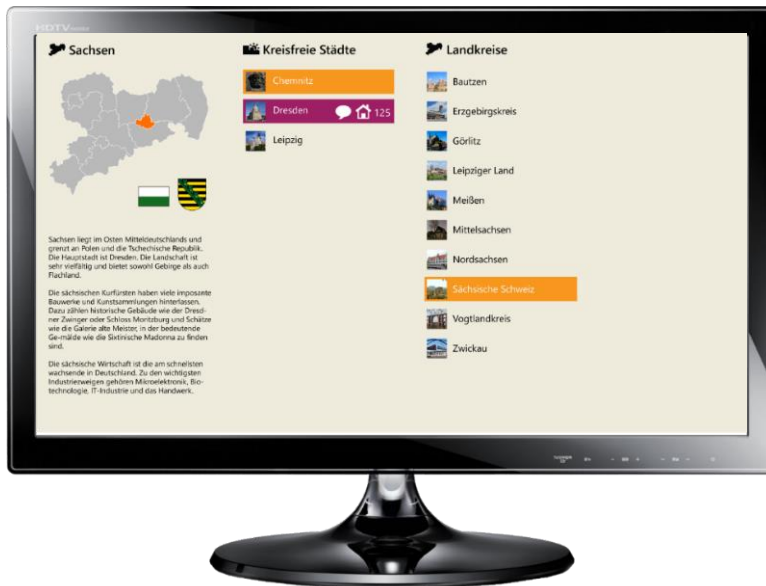 HDTV
Sachsen
Sachsen liegt im Osten Mitteldeutschlands und
grenzt an Polen und die Tschechische Republik.
Die Hauptstadt ist Dresden. Die Landschaft ist
sehr vielfältig und bietet sowohl Gebirge als auch
Flachland.
Die sächsischen Kurfürsten haben viele imposante
Bauwerke und Kunstsammlungen hinterlassen.
Dazu zählen historische Gebäude wie der Dresd-
ner Zwinger oder Schloss Moritzburg und Schätze
wie die Galerie alte Meister, in der bedeutende
Ge-mälde wie die Sixtinische Madonna zu finden
sind.
Die sächsische Wirtschaft ist die am schnellsten
wachsende in Deutschland. Zu den wichtigsten
Industrierweigen gehören Mikroelektronik, Bio-
technologie, IT-Industrie und das Handwerk.
Kreisfreie Städte
Chemnitz
Dresden 125
Leipzig
Landkreise
Bautzen
Erzgebirgskreis
Görlitz
Leipziger Land
Meißen
Mittelsachsen
Nordsachsen
Sächsische Schweiz
Vogtlandkreis
Zwickau